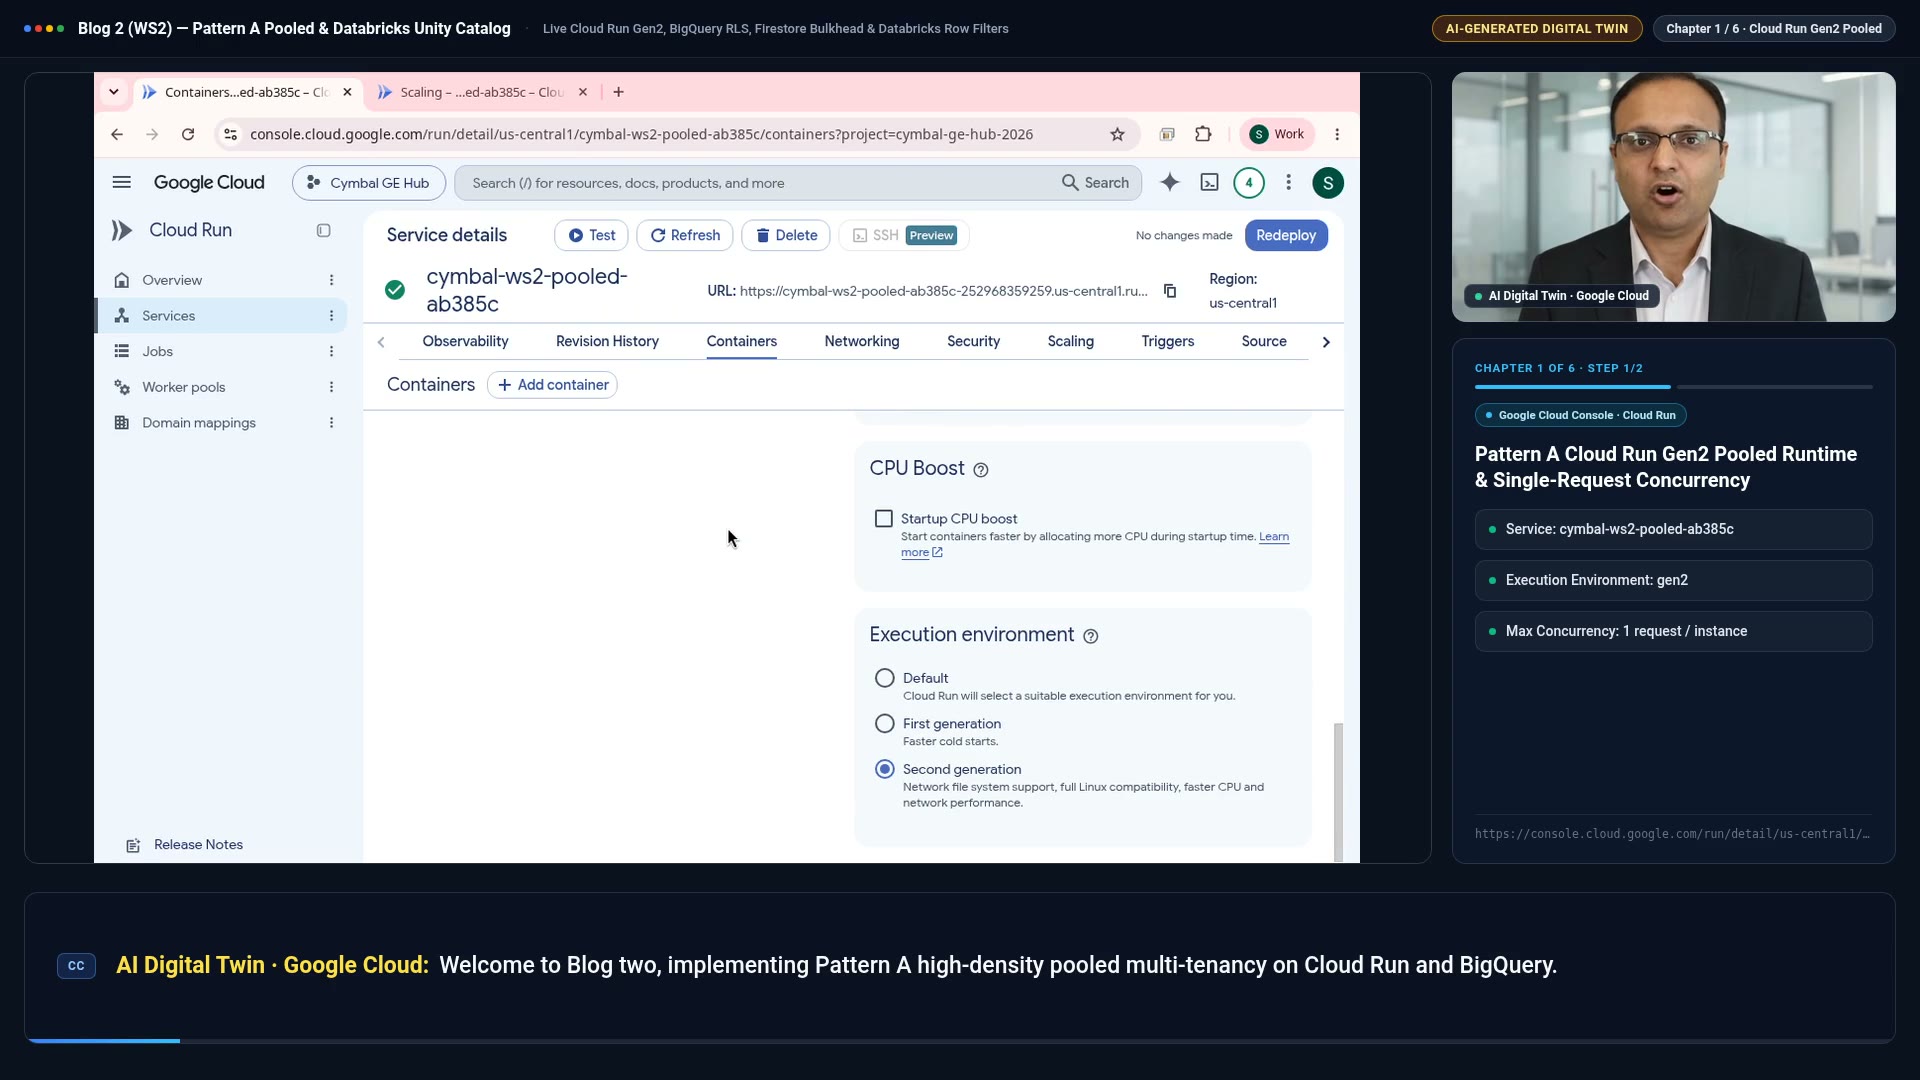 Blog 2 (WS2) — Pattern A Pooled & Databricks Unity Catalog · Live Cloud Run Gen2, BigQuery RLS, Firestore Bulkhead & Databricks Row Filters
AI-GENERATED DIGITAL TWIN
Chapter 1 / 6 · Cloud Run Gen2 Pooled
Containers...ed-ab385c – Clo
Scaling – ...ed-ab385c – Clou
console.cloud.google.com/run/detail/us-central1/cymbal-ws2-pooled-ab385c/containers?project=cymbal-ge-hub-2026
S
Work
Google Cloud
Cymbal GE Hub
Search (/) for resources, docs, products, and more
Search
4
S
Cloud Run
Overview
Services
Jobs
Worker pools
Domain mappings
Release Notes
Service details
Test
Refresh
Delete
SSH Preview
No changes made
Redeploy
cymbal-ws2-pooled-
ab385c
URL: https://cymbal-ws2-pooled-ab385c-252968359259.us-central1.ru...
Region:
us-central1
Observability
Revision History
Containers
Networking
Security
Scaling
Triggers
Source
Containers
Add container
CPU Boost
Startup CPU boost
Start containers faster by allocating more CPU during startup time. Learn
more
Execution environment
Default
Cloud Run will select a suitable execution environment for you.
First generation
Faster cold starts.
Second generation
Network file system support, full Linux compatibility, faster CPU and
network performance.
AI Digital Twin · Google Cloud
CHAPTER 1 OF 6 · STEP 1/2
Google Cloud Console · Cloud Run
Pattern A Cloud Run Gen2 Pooled Runtime
& Single-Request Concurrency
Service: cymbal-ws2-pooled-ab385c
Execution Environment: gen2
Max Concurrency: 1 request / instance
https://console.cloud.google.com/run/detail/us-central1/…
CC
AI Digital Twin · Google Cloud: Welcome to Blog two, implementing Pattern A high-density pooled multi-tenancy on Cloud Run and BigQuery.